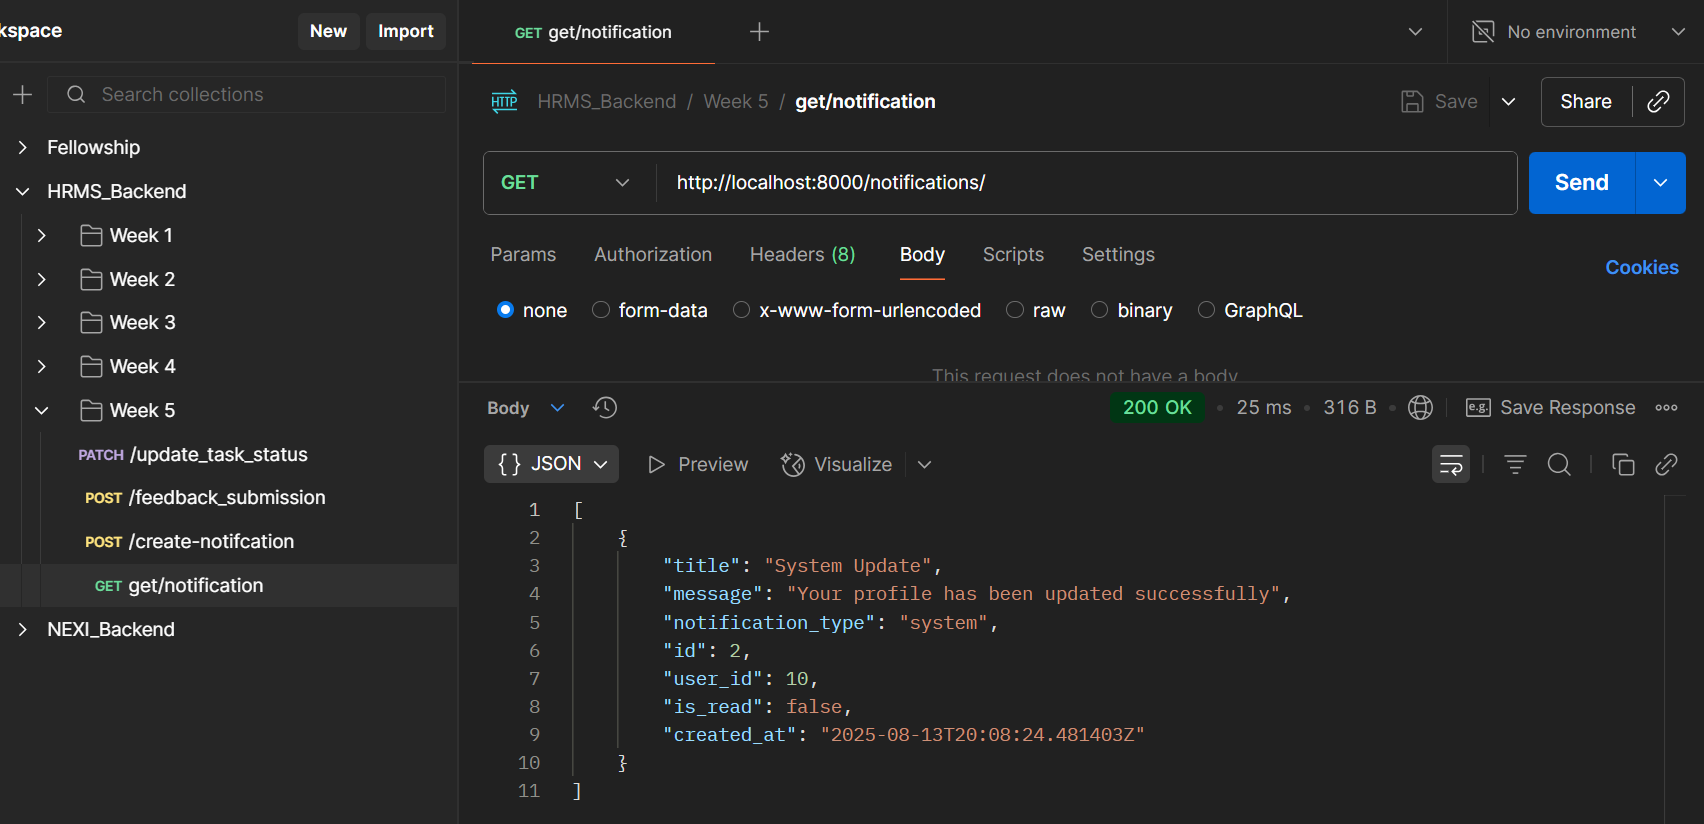 kspace
New
Import
Search collections
Fellowship
HRMS_Backend
Week 1
Week 2
Week 3
Week 4
Week 5
PATCH /update_task_status
POST /feedback_submission
POST /create-notifcation
GET get/notification
NEXI_Backend
GET get/notification
No environment
HTTP HRMS_Backend / Week 5 / get/notification
Save
Share
GET http://localhost:8000/notifications/
Send
Params Authorization Headers (8) Body Scripts Settings
Cookies
none form-data x-www-form-urlencoded raw binary GraphQL
This request does not have a body
Body
200 OK • 25 ms • 316 B •
e.g. Save Response
{} JSON Preview Visualize
1 [
2 {
3 "title": "System Update",
4 "message": "Your profile has been updated successfully",
5 "notification_type": "system",
6 "id": 2,
7 "user_id": 10,
8 "is_read": false,
9 "created_at": "2025-08-13T20:08:24.481403Z"
10 }
11 ]